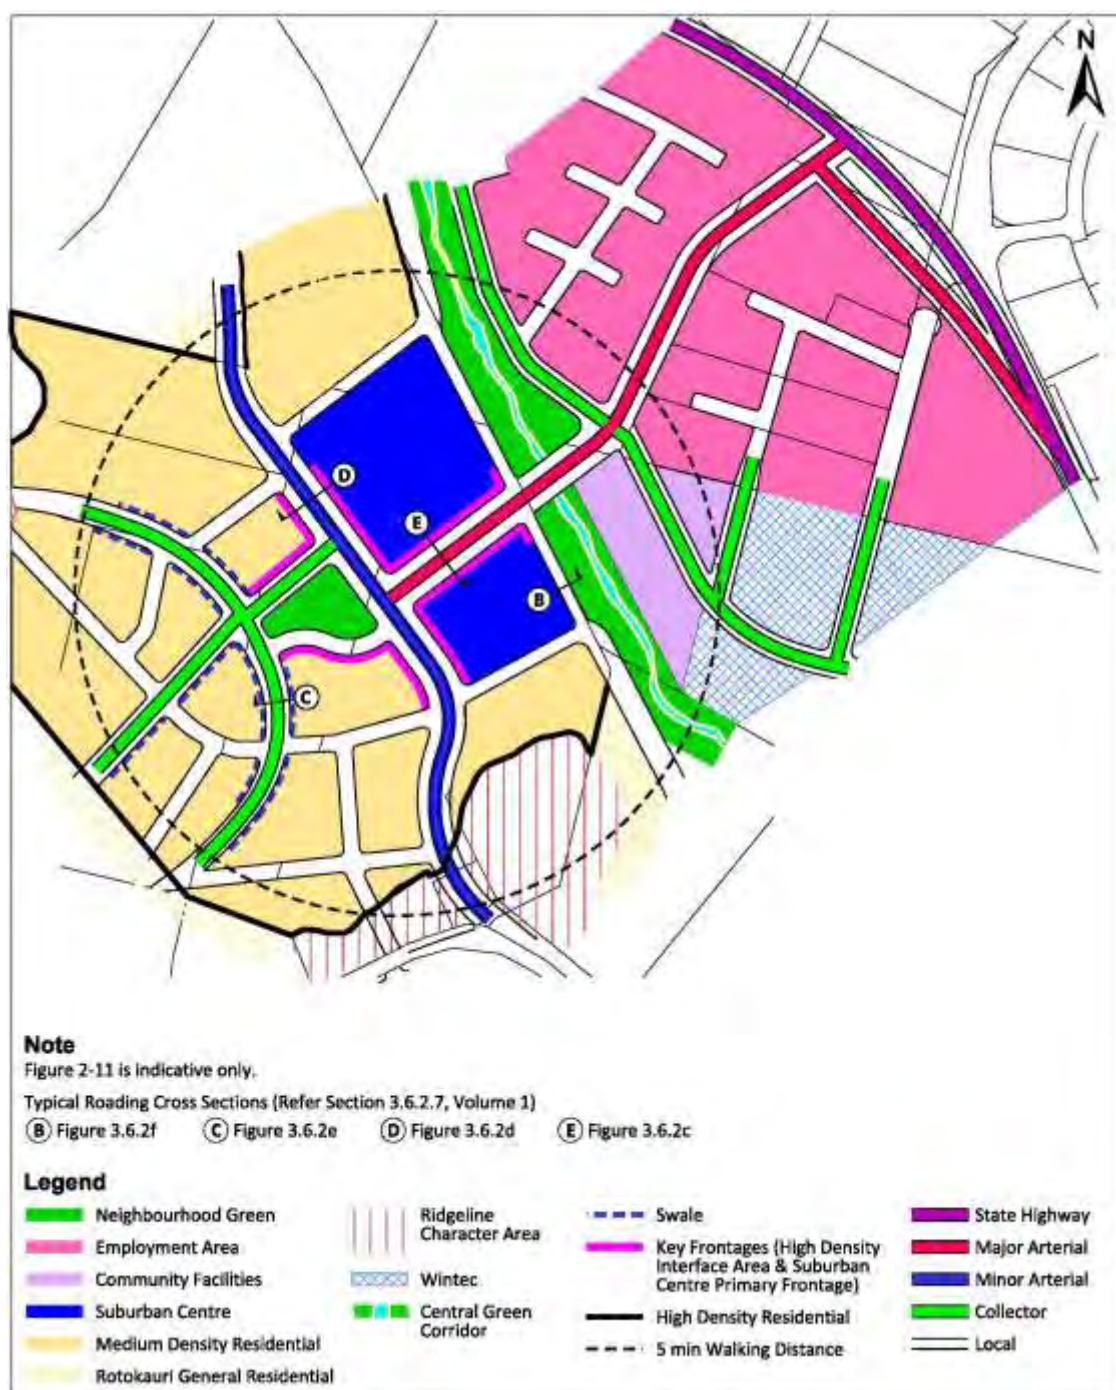 N
D
E
B
C
Note
Figure 2-11 is indicative only.
Typical Roading Cross Sections (Refer Section 3.6.2.7, Volume 1)
B Figure 3.6.2f C Figure 3.6.2e D Figure 3.6.2d E Figure 3.6.2c
Legend
Neighbourhood Green
Employment Area
Community Facilities
Suburban Centre
Medium Density Residential
Rotokauri General Residential
Ridgeline
Character Area
Wintec
Central Green
Corridor
Swale
Key Frontages (High Density
Interface Area & Suburban
Centre Primary Frontage)
High Density Residential
5 min Walking Distance
State Highway
Major Arterial
Minor Arterial
Collector
Local